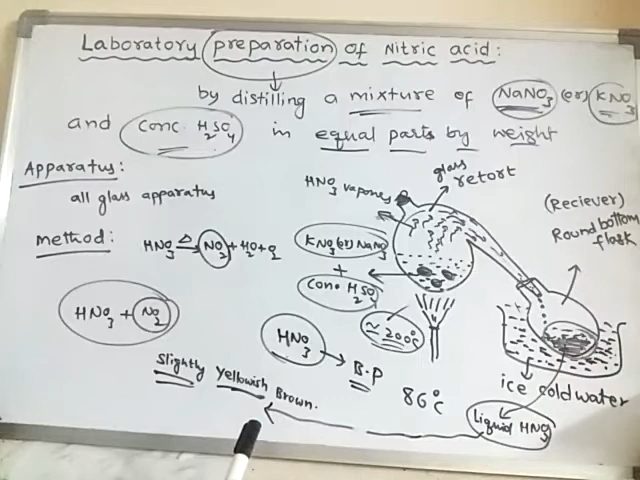 Laboratory preparation of Nitric acid:
by distilling a mixture of NaNO3 (or) KNO3
and Conc H2SO4 in equal parts by weight
Apparatus:
all glass apparatus
method:
HNO3 →Δ NO2 + H2O + O2
HNO3 + NO2
Slightly Yellowish Brown.
glass retort
HNO3 vapours
KNO3 (or) NaNO3
+
Conc H2SO4
≈ 200°C
HNO3 → B.P
86°C
(Reciever)
Round bottom
flask
ice cold water
Liquid HNO3